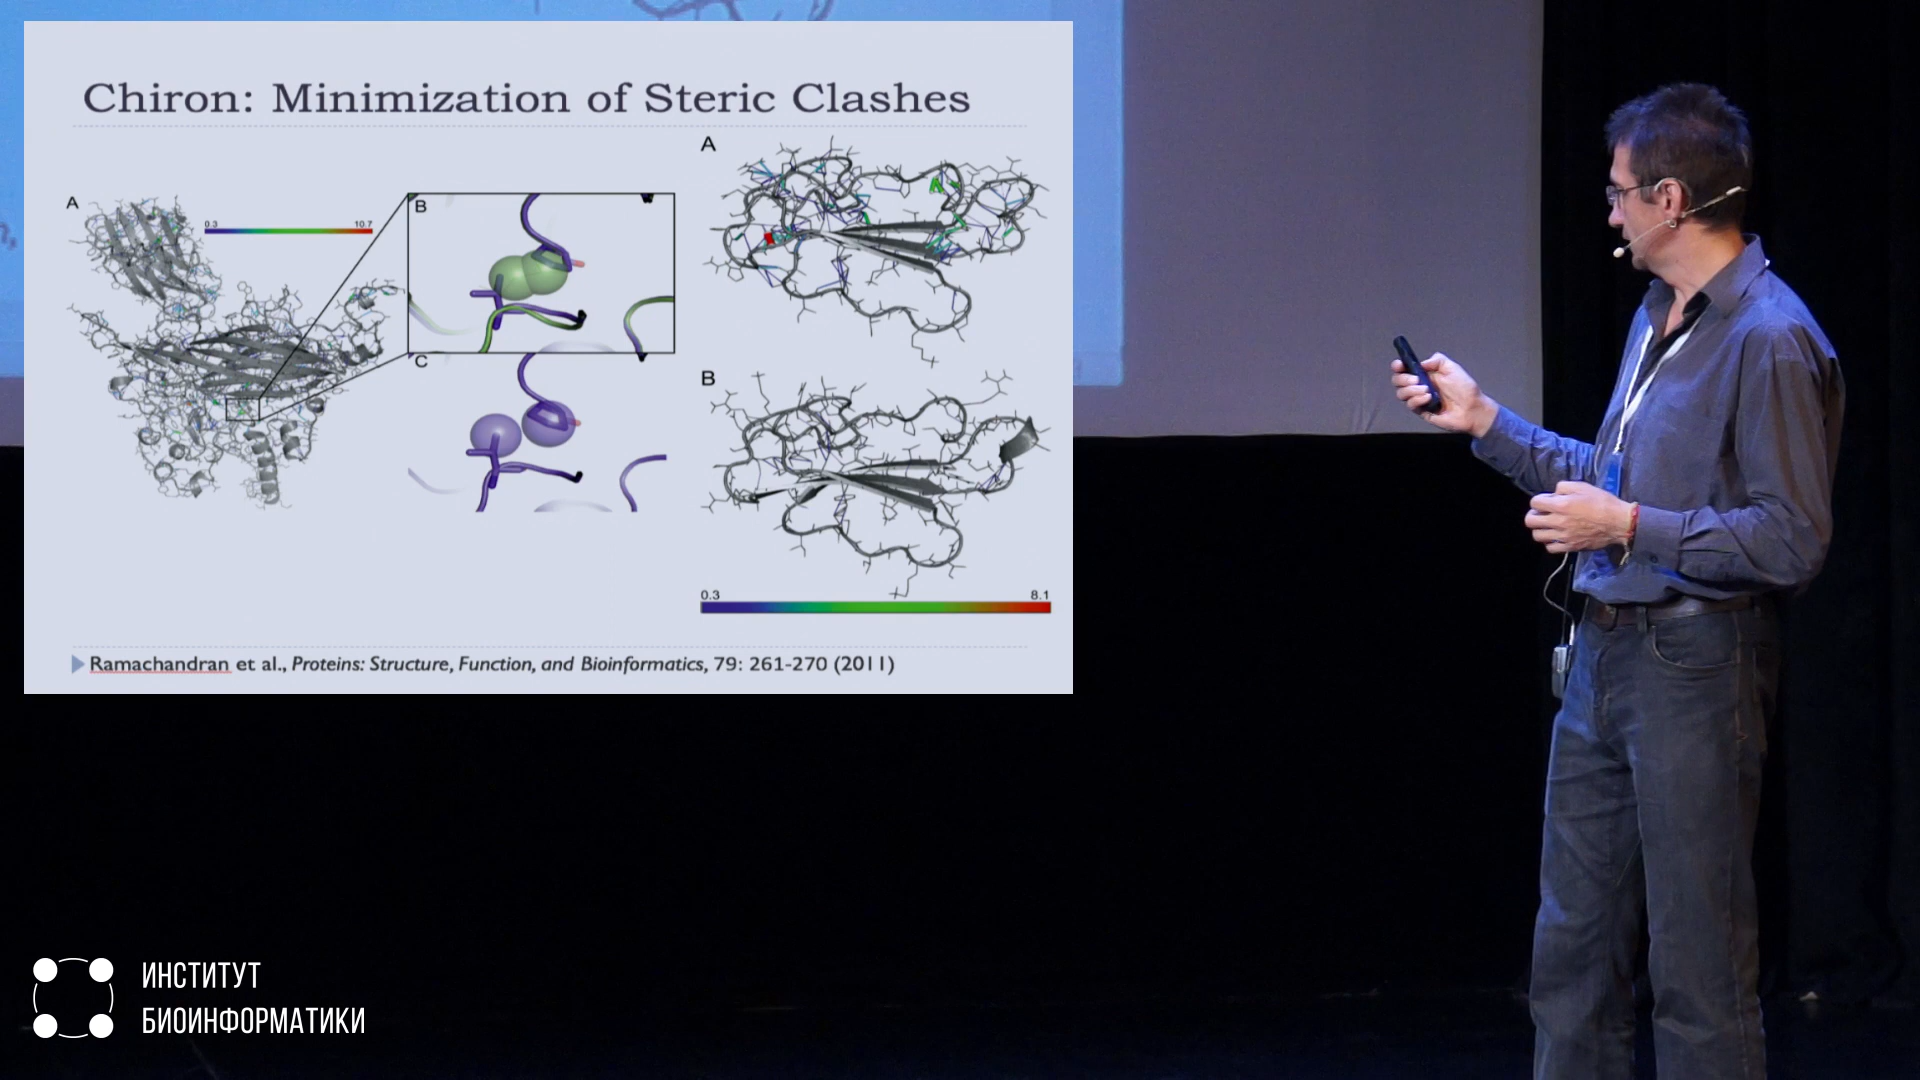 Chiron: Minimization of Steric Clashes
A
0.3
10.7
B
C
A
B
0.3
8.1
Ramachandran et al., Proteins: Structure, Function, and Bioinformatics, 79: 261-270 (2011)
ИНСТИТУТ
БИОИНФОРМАТИКИ